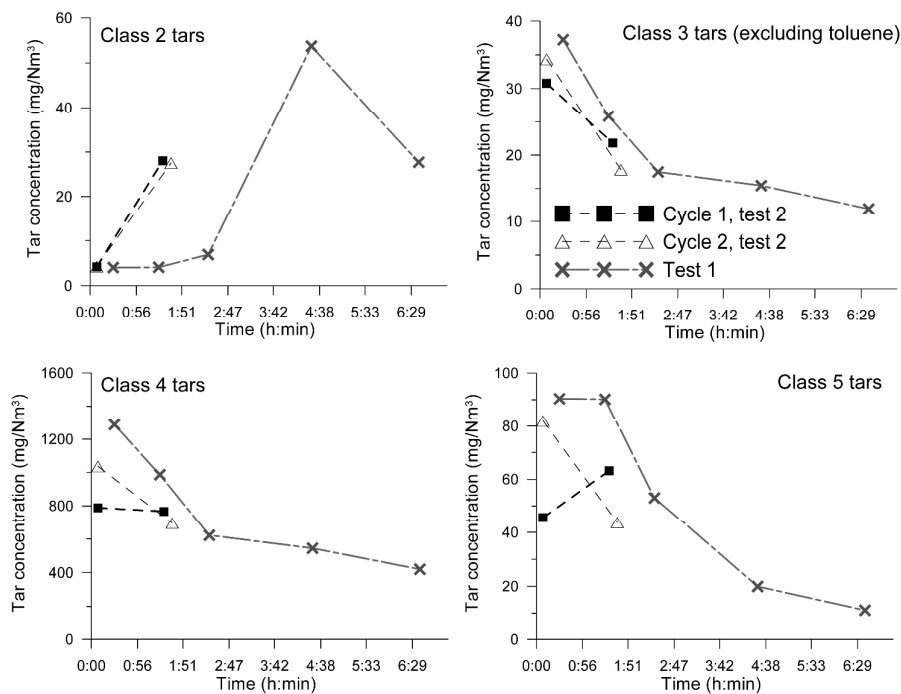 Class 2 tars
Tar concentration (mg/Nm³)
60
40
20
0
0:00 0:56 1:51 2:47 3:42 4:38 5:33 6:29
Time (h:min)
Class 3 tars (excluding toluene)
Tar concentration (mg/Nm³)
40
30
20
10
0
Cycle 1, test 2
Cycle 2, test 2
Test 1
0:00 0:56 1:51 2:47 3:42 4:38 5:33 6:29
Time (h:min)
Class 4 tars
Tar concentration (mg/Nm³)
1600
1200
800
400
0
0:00 0:56 1:51 2:47 3:42 4:38 5:33 6:29
Time (h:min)
Class 5 tars
Tar concentration (mg/Nm³)
100
80
60
40
20
0
0:00 0:56 1:51 2:47 3:42 4:38 5:33 6:29
Time (h:min)